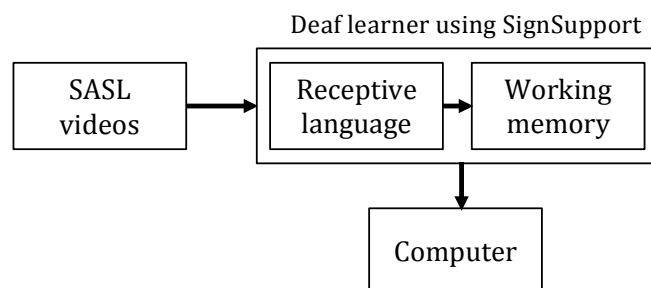 Deaf learner using SignSupport
SASL
videos
Receptive
language
Working
memory
Computer